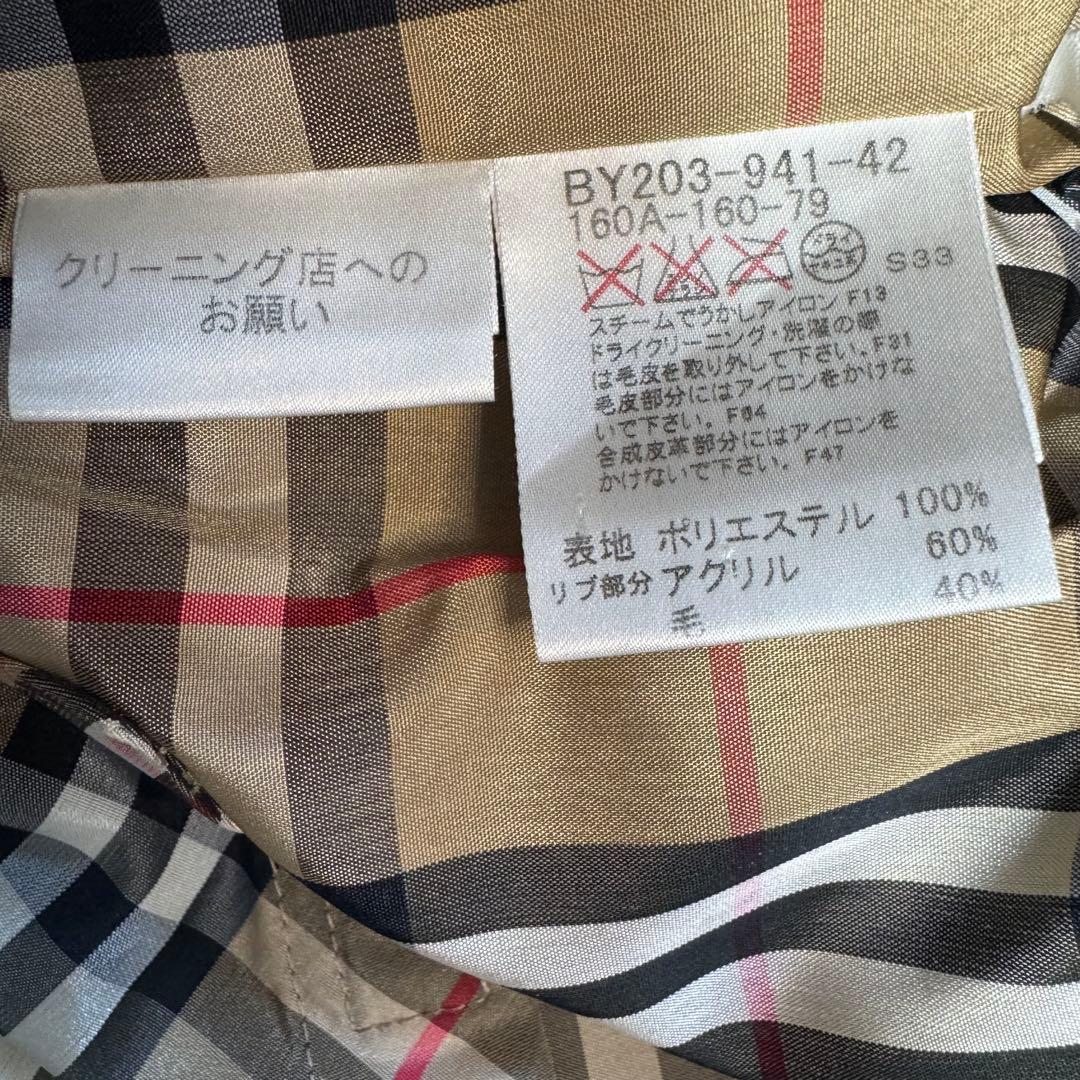 クリーニング店への
お願い
BY203-941-42
160A-160-79
ドライ
S33
スチームでうかしアイロン F13
ドライクリーニング・洗濯の際
は毛皮を取り外して下さい。F31
毛皮部分にはアイロンをかけな
いで下さい。F64
合成皮革部分にはアイロンを
かけないで下さい。F47
表地 ポリエステル 100%
リブ部分 アクリル 60%
毛 40%